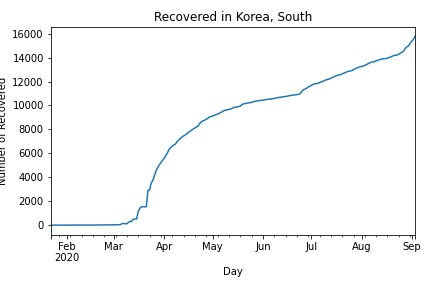 Recovered in Korea, South
16000
14000
12000
10000
8000
6000
4000
2000
0
Number of Recovered
Feb Mar Apr May Jun Jul Aug Sep
2020
Day